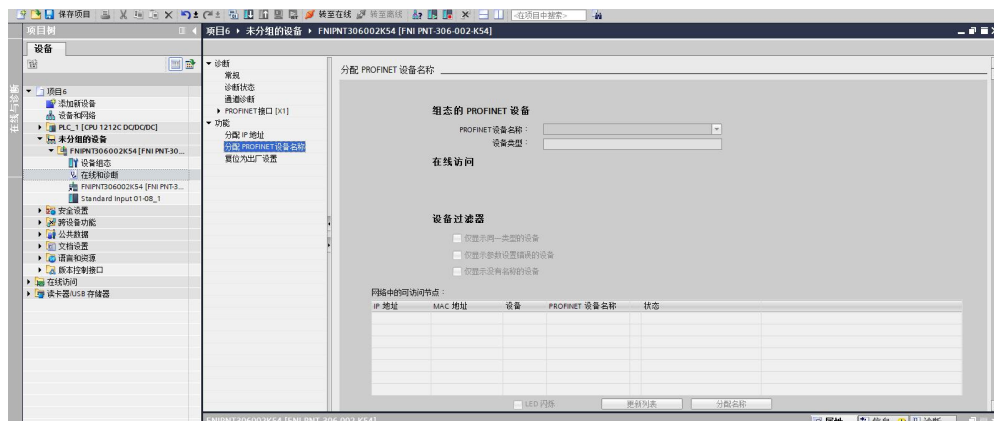 保存项目 转至在线 转至离线 <在项目中搜索>
项目树
项目6 ▸ 未分组的设备 ▸ FNIPNT306002K54 [FNI PNT-306-002-K54]
设备
在线与诊断
项目6
添加新设备
设备和网络
PLC_1 [CPU 1212C DC/DC/DC]
未分组的设备
FNIPNT306002K54 [FNI PNT-30...
设备组态
在线和诊断
FNIPNT306002K54 [FNI PNT-3...
Standard Input 01-08_1
安全设置
跨设备功能
公共数据
文档设置
语言和资源
版本控制接口
在线访问
读卡器/USB 存储器
诊断
常规
诊断状态
通道诊断
PROFINET接口 [X1]
功能
分配 IP 地址
分配 PROFINET 设备名称
复位为出厂设置
分配 PROFINET 设备名称
组态的 PROFINET 设备
PROFINET设备名称：
设备类型：
在线访问
设备过滤器
仅显示同一类型的设备
仅显示参数设置错误的设备
仅显示没有名称的设备
网络中的可访问节点：
IP 地址 MAC 地址 设备 PROFINET 设备名称 状态
LED 闪烁 更新列表 分配名称
FNIPNT306002K54 [FNI PNT-306-002-K54]
属性 信息 诊断